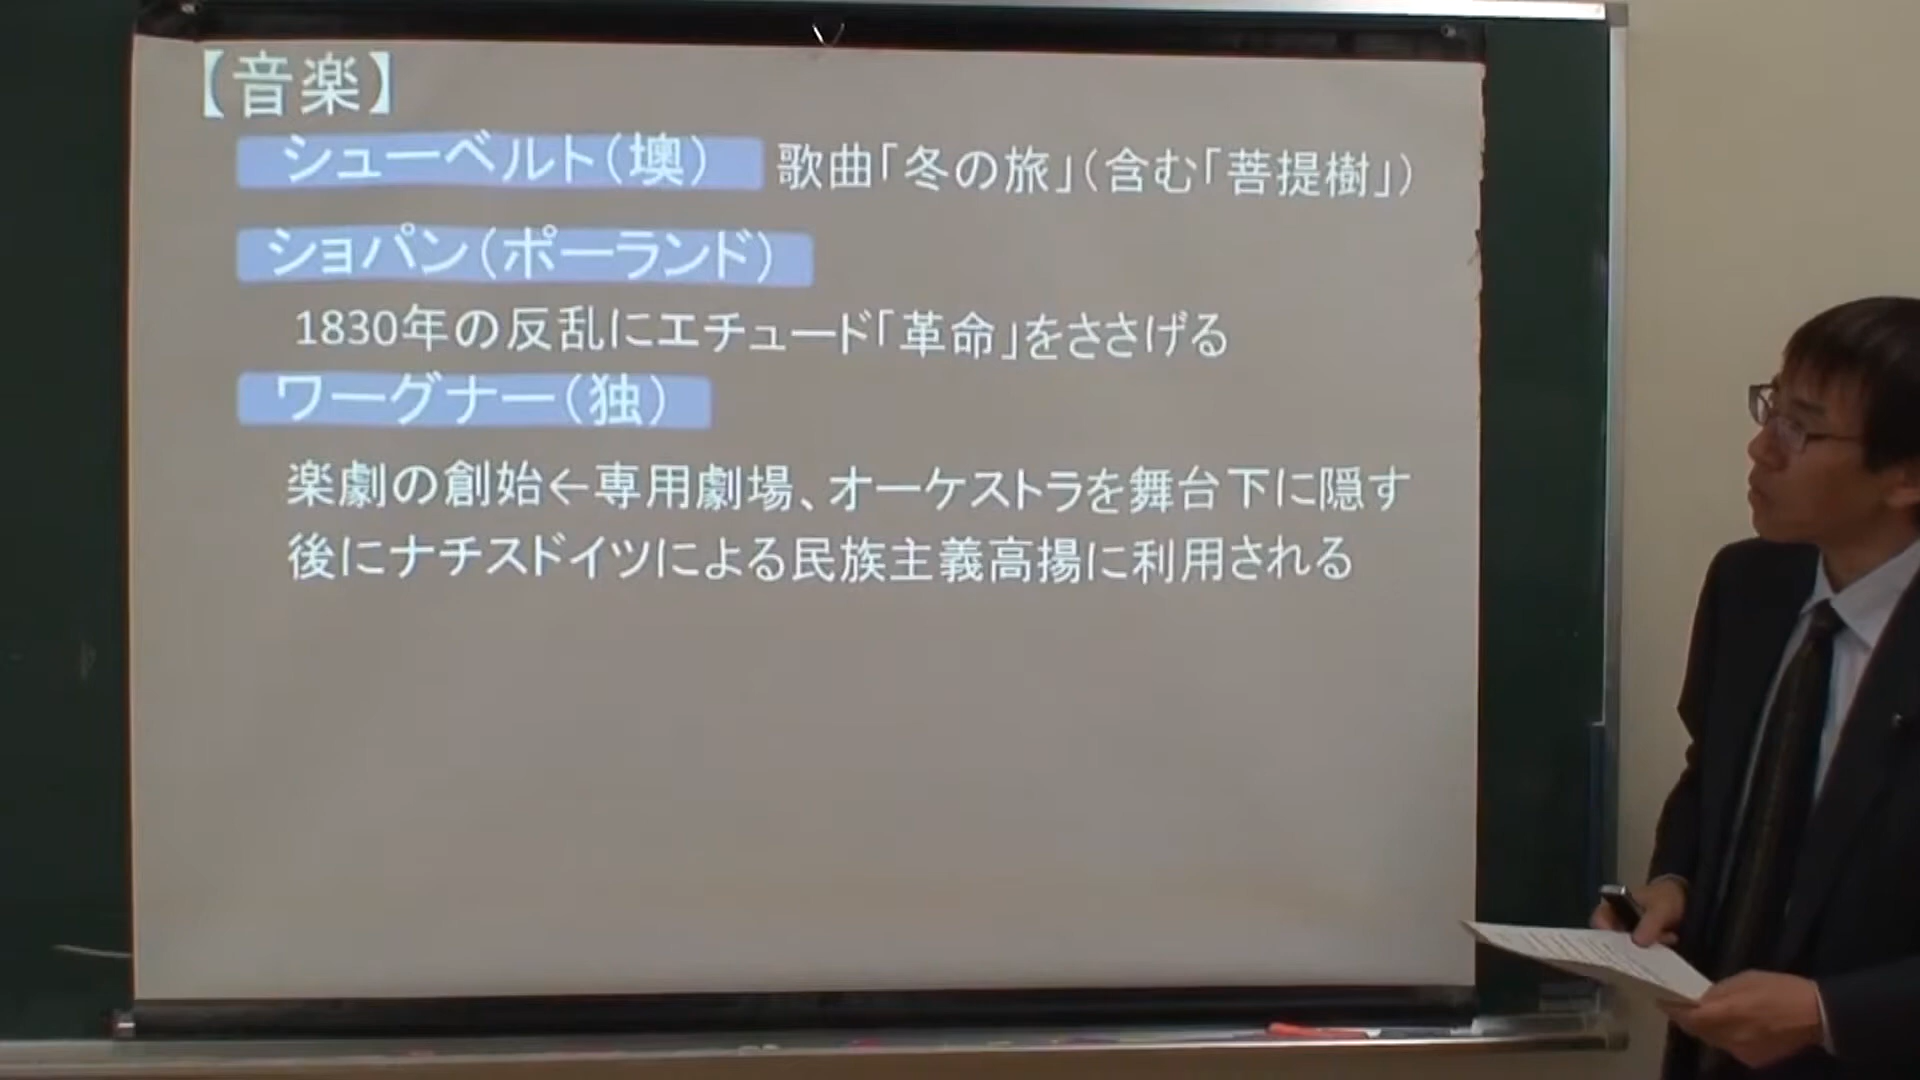 【音楽】
シューベルト（墺） 歌曲「冬の旅」（含む「菩提樹」）
ショパン（ポーランド）
1830年の反乱にエチュード「革命」をささげる
ワーグナー（独）
楽劇の創始←専用劇場、オーケストラを舞台下に隠す
後にナチスドイツによる民族主義高揚に利用される